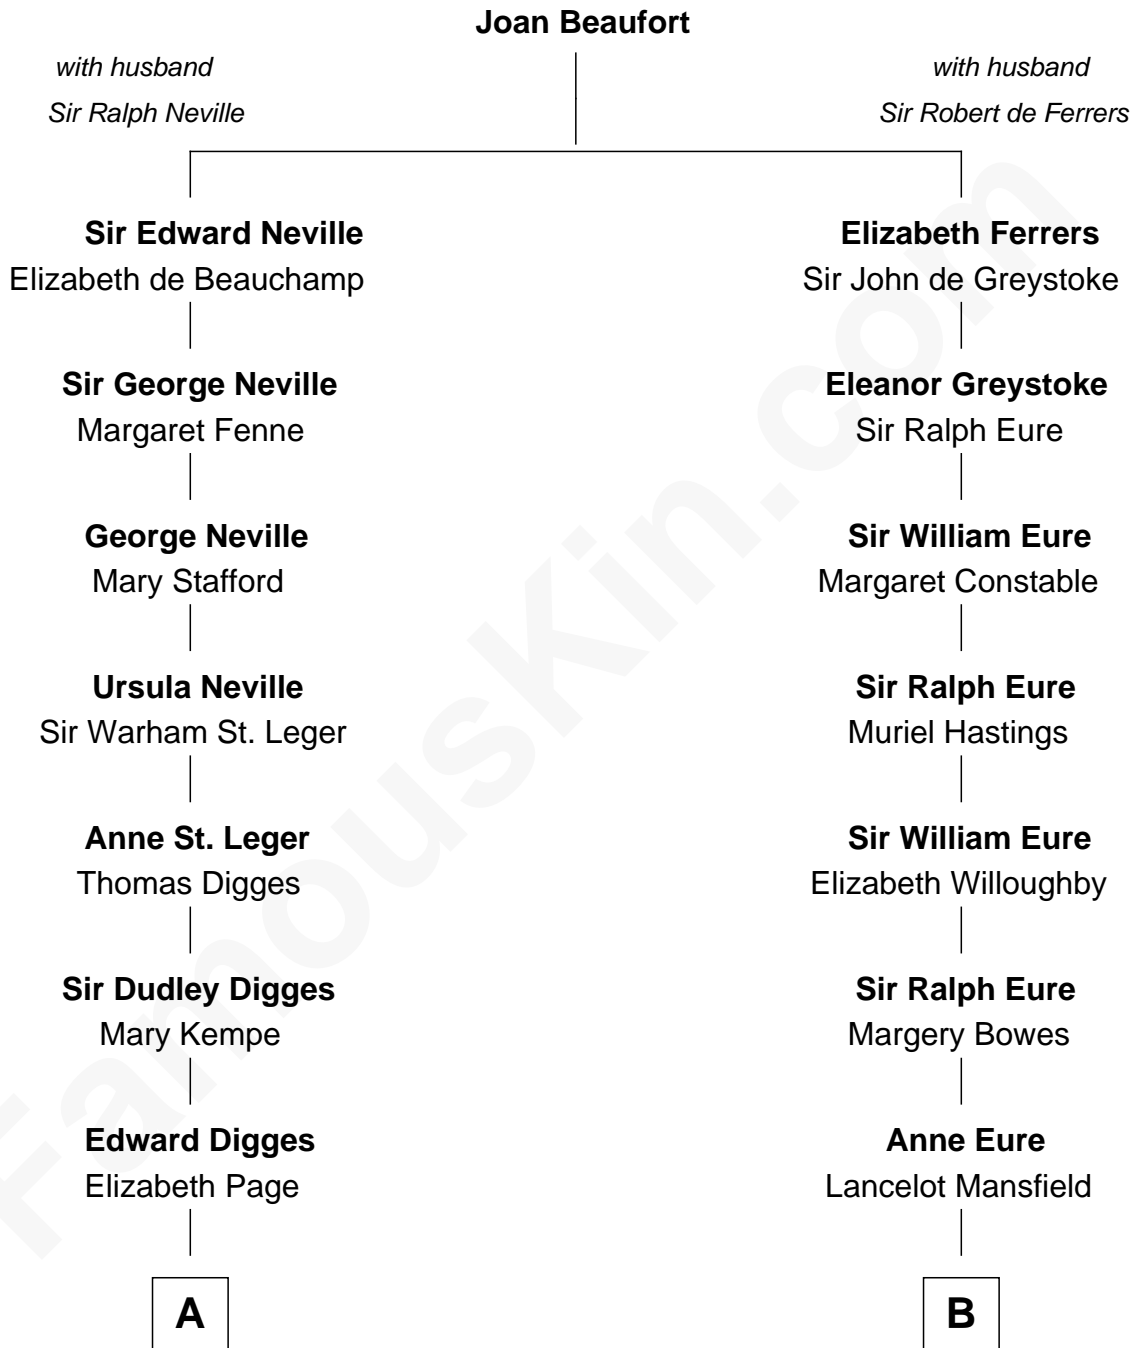 Joan Beaufort
with husband
Sir Ralph Neville
with husband
Sir Robert de Ferrers
Sir Edward Neville
Elizabeth de Beauchamp
Elizabeth Ferrers
Sir John de Greystoke
Sir George Neville
Margaret Fenne
Eleanor Greystoke
Sir Ralph Eure
George Neville
Mary Stafford
Sir William Eure
Margaret Constable
Ursula Neville
Sir Warham St. Leger
Sir Ralph Eure
Muriel Hastings
Anne St. Leger
Thomas Digges
Sir William Eure
Elizabeth Willoughby
Sir Dudley Digges
Mary Kempe
Sir Ralph Eure
Margery Bowes
Edward Digges
Elizabeth Page
Anne Eure
Lancelot Mansfield
A
B
FamousKin.com